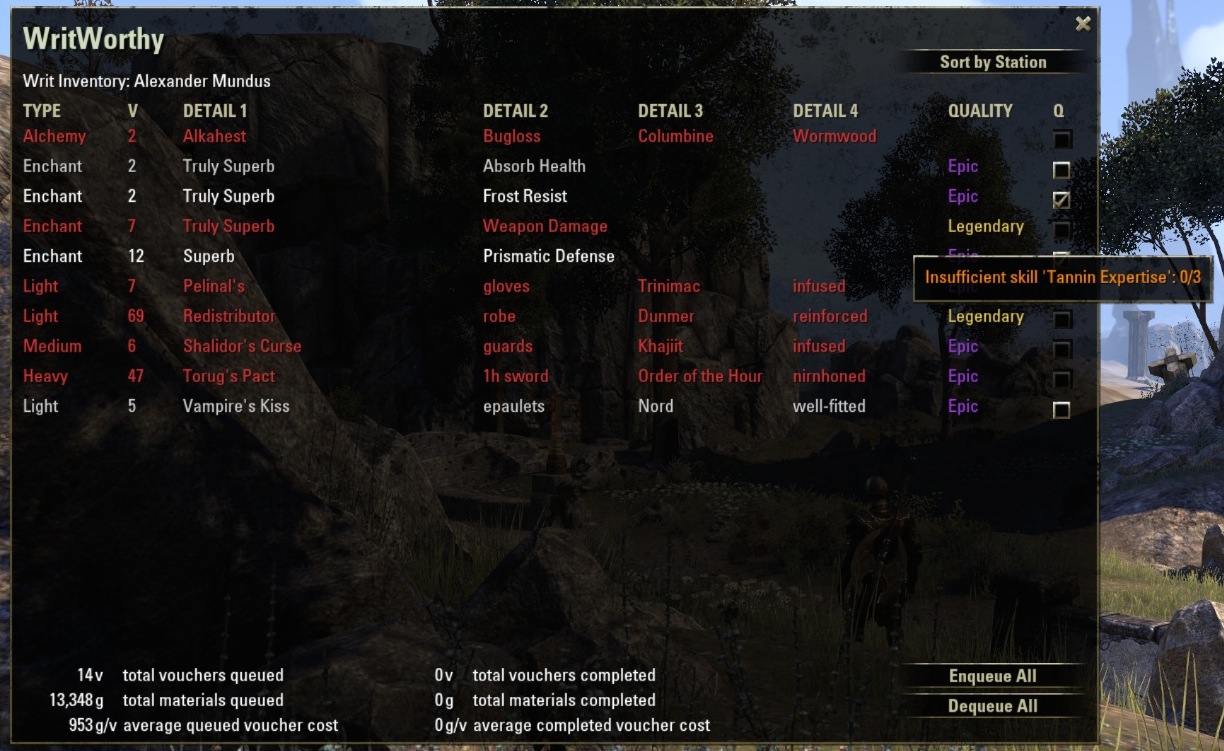 WritWorthy
Sort by Station
Writ Inventory: Alexander Mundus
TYPE V DETAIL 1 DETAIL 2 DETAIL 3 DETAIL 4 QUALITY Q
Alchemy 2 Alkahest Bugloss Columbine Wormwood
Enchant 2 Truly Superb Absorb Health Epic
Enchant 2 Truly Superb Frost Resist Epic
Enchant 7 Truly Superb Weapon Damage Legendary
Enchant 12 Superb Prismatic Defense Epic
Insufficient skill 'Tannin Expertise': 0/3
Light 7 Pelinal's gloves Trinimac infused
Light 69 Redistributor robe Dunmer reinforced Legendary
Medium 6 Shalidor's Curse guards Khajiit infused Epic
Heavy 47 Torug's Pact 1h sword Order of the Hour nirnhoned Epic
Light 5 Vampire's Kiss epaulets Nord well-fitted Epic
14v total vouchers queued 0v total vouchers completed Enqueue All
13,348g total materials queued 0g total materials completed
953g/v average queued voucher cost 0g/v average completed voucher cost Dequeue All